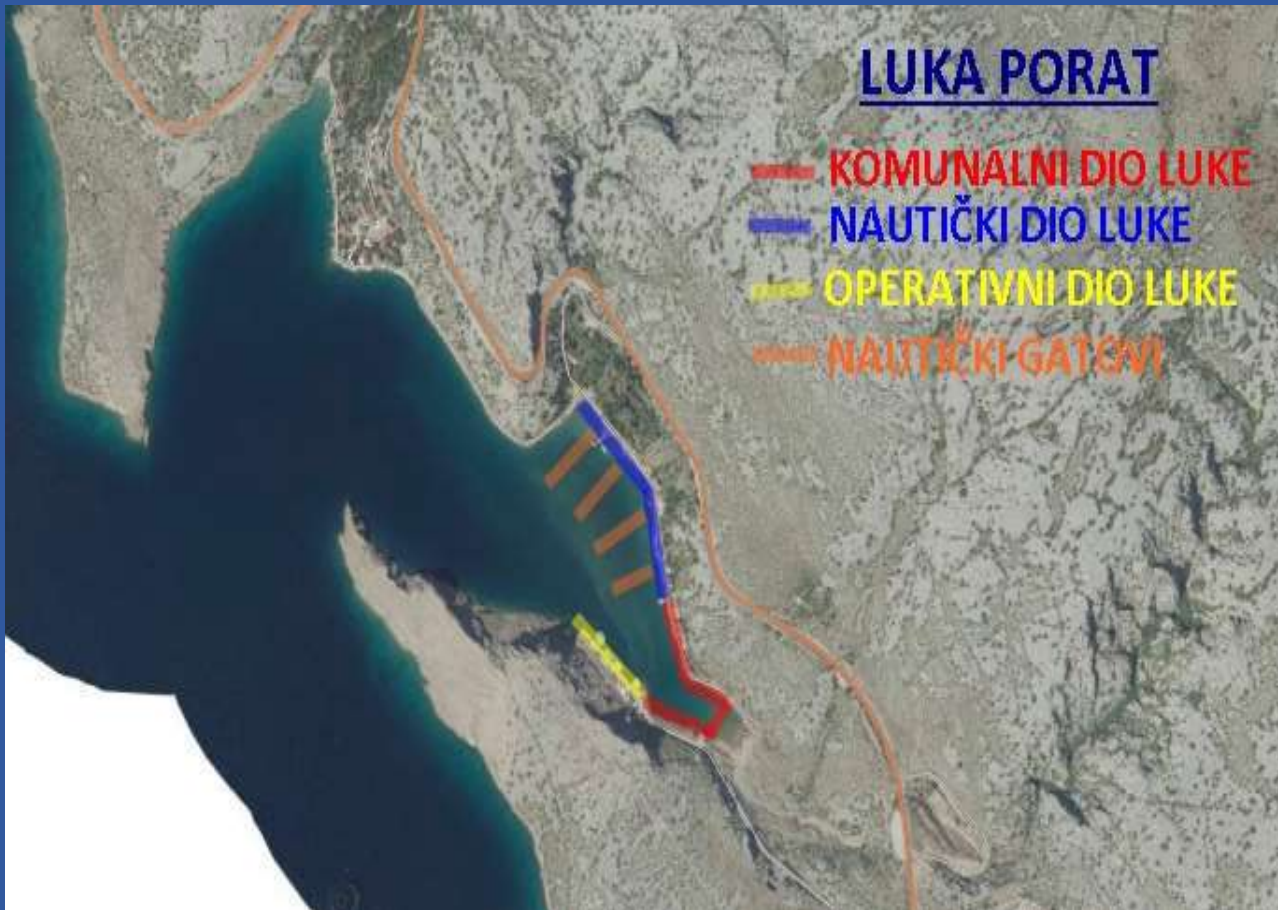 LUKA PORAT
KOMUNALNI DIO LUKE
NAUTIČKI DIO LUKE
OPERATIVNI DIO LUKE
NAUTIČKI GATOVI